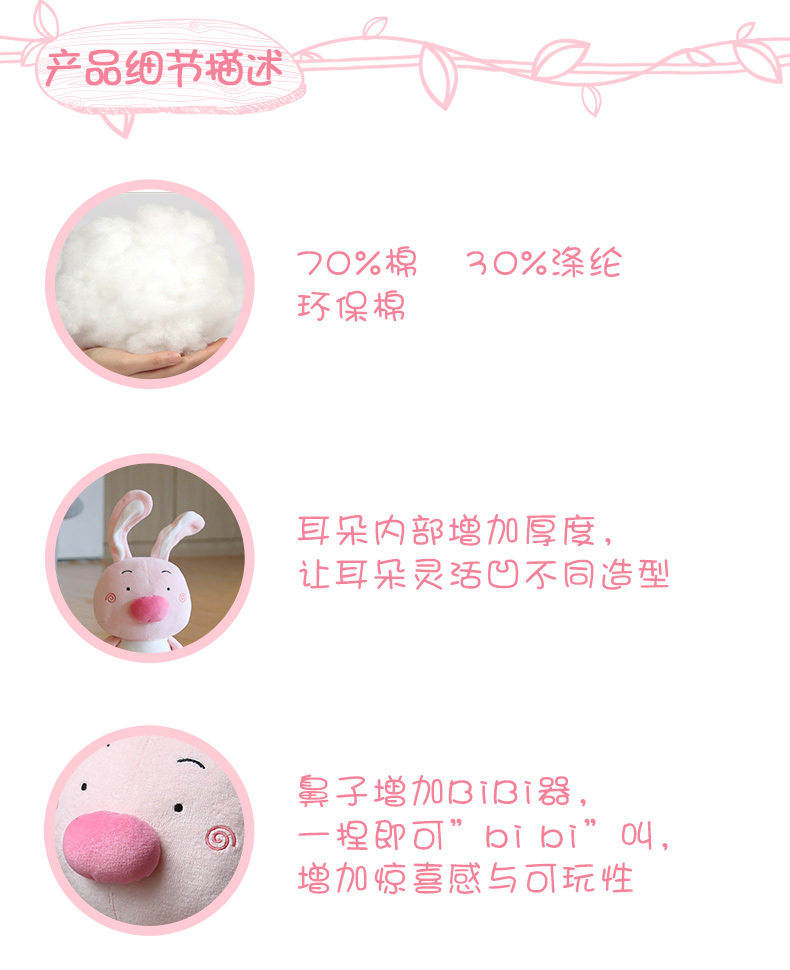 产品细节描述
70%棉 30%涤纶
环保棉
耳朵内部增加厚度，
让耳朵灵活凹不同造型
鼻子增加BiBi器，
一捏即可”bi bi”叫，
增加惊喜感与可玩性